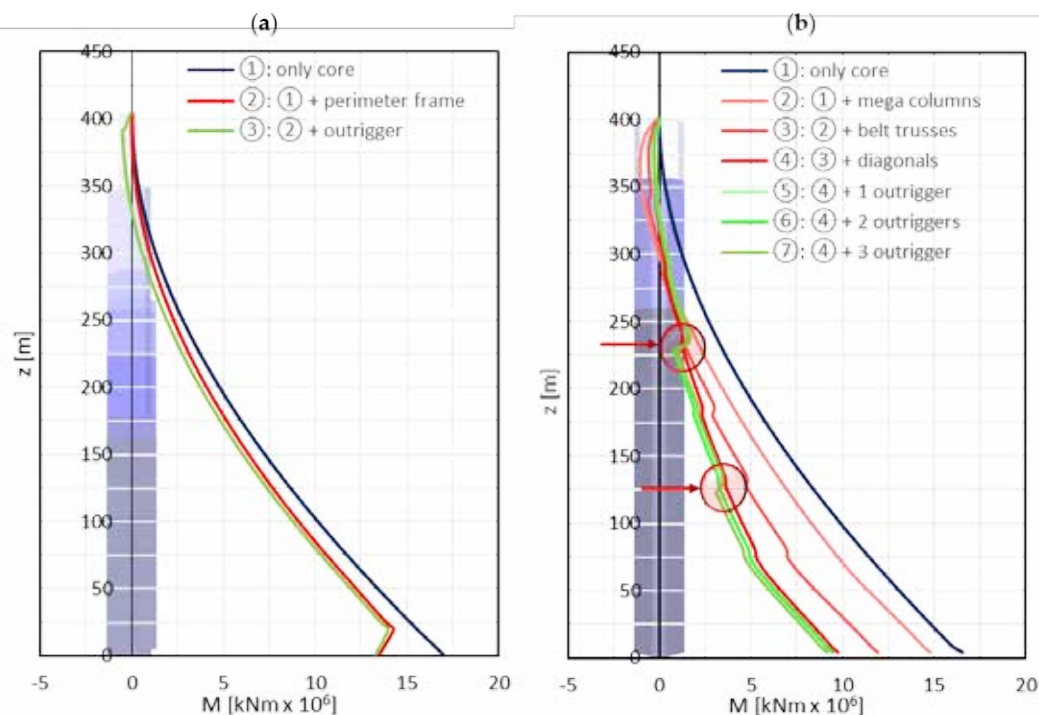 (a)
450
400
350
300
250
200
150
100
50
0
z [m]
-5 0 5 10 15 20
M [kNm x 10⁶]
①: only core
②: ① + perimeter frame
③: ② + outrigger
(b)
450
400
350
300
250
200
150
100
50
0
z [m]
-5 0 5 10 15 20
M [kNm x 10⁶]
①: only core
②: ① + mega columns
③: ② + belt trusses
④: ③ + diagonals
⑤: ④ + 1 outrigger
⑥: ④ + 2 outriggers
⑦: ④ + 3 outrigger